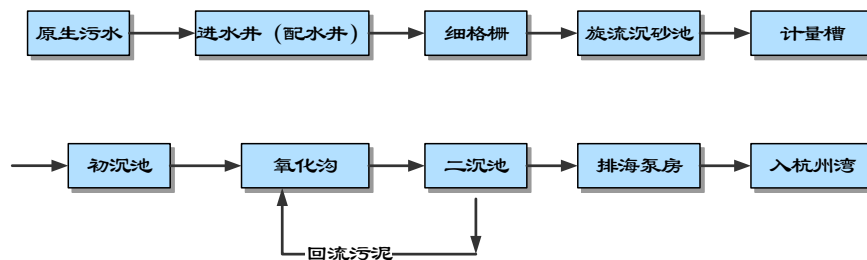 原生污水
进水井（配水井）
细格栅
旋流沉砂池
计量槽
初沉池
氧化沟
二沉池
排海泵房
入杭州湾
回流污泥